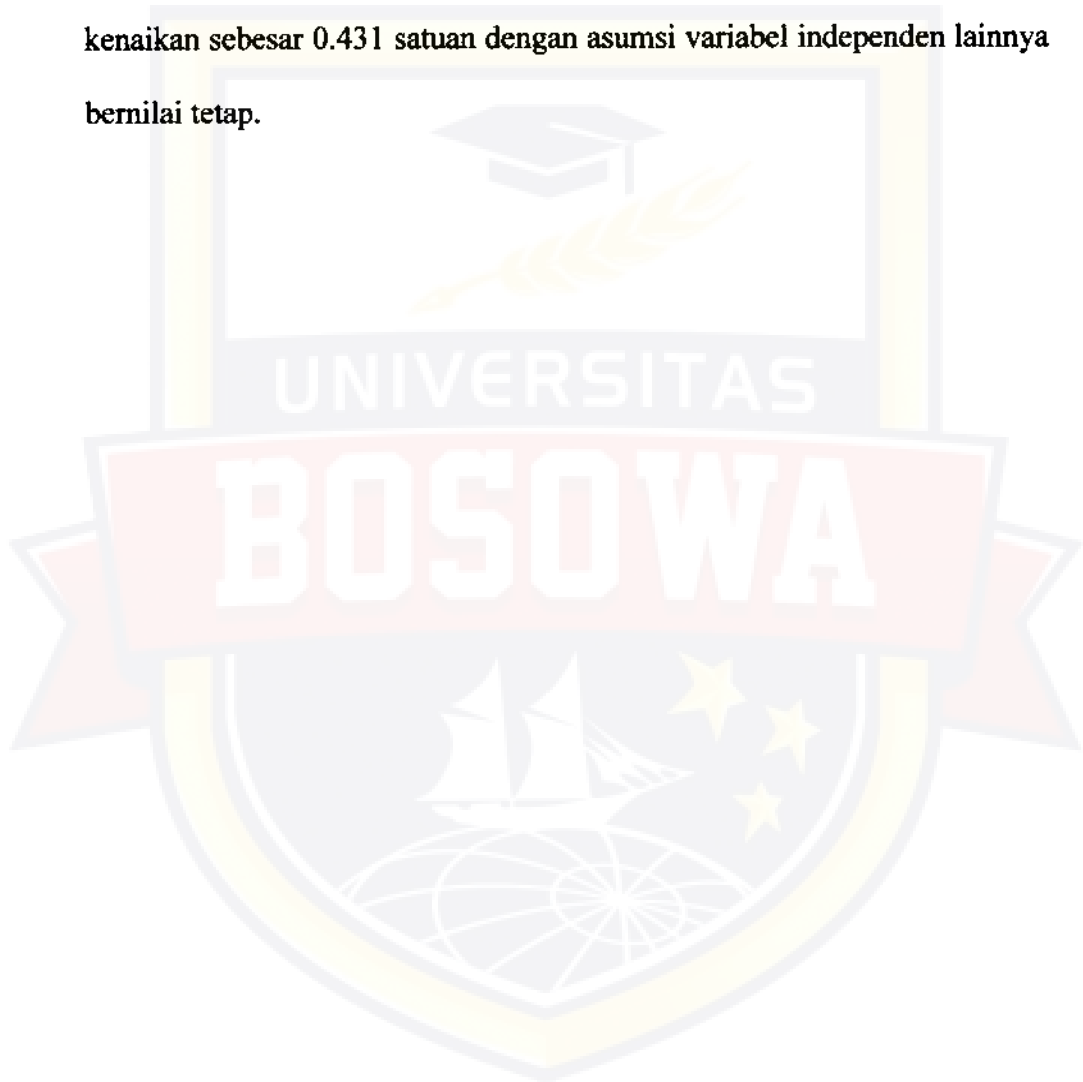 kenaikan sebesar 0.431 satuan dengan asumsi variabel independen lainnya
bernilai tetap.
UNIVERSITAS
BOSOWA